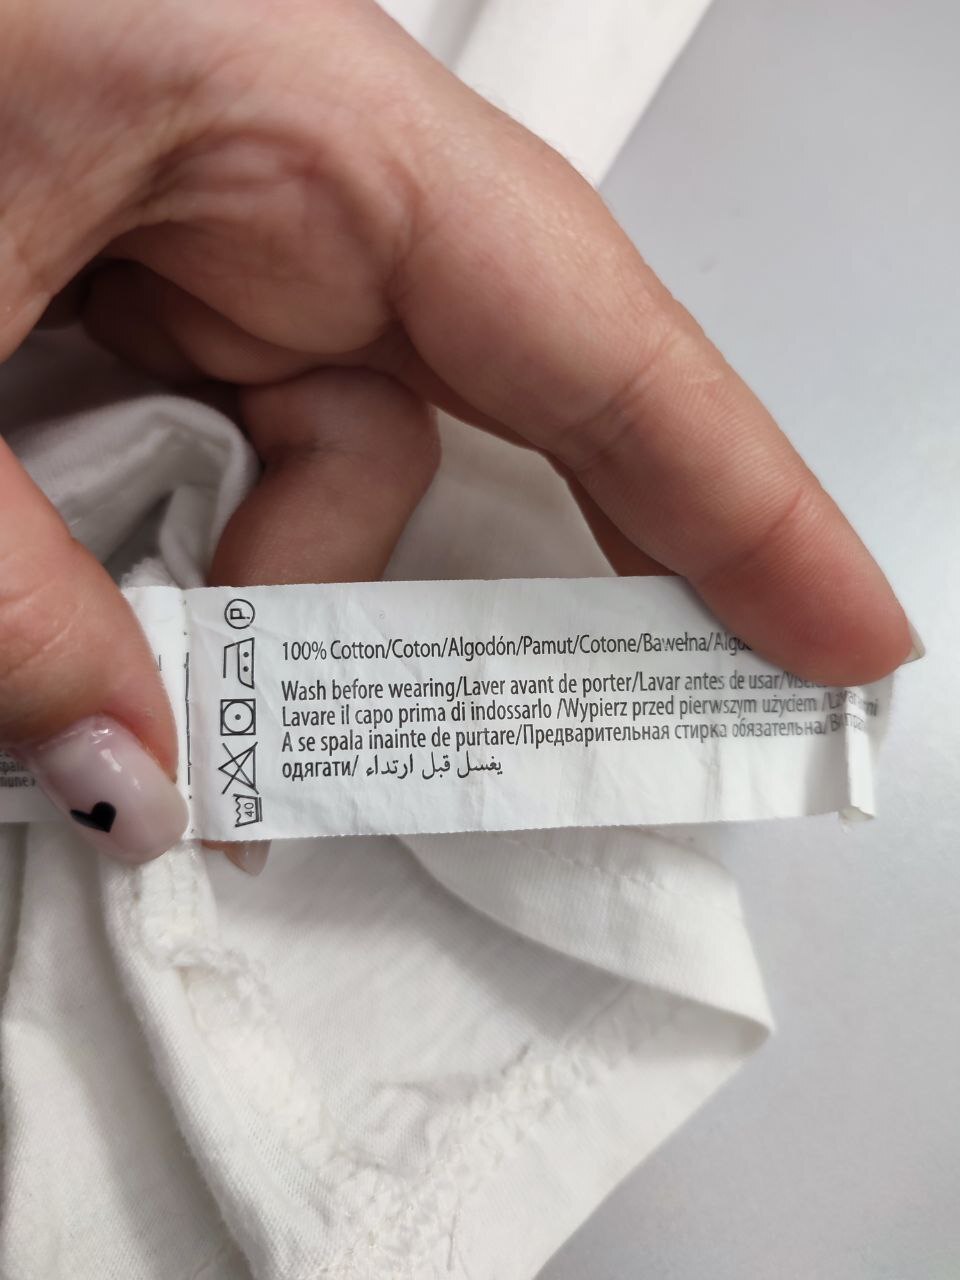 P
40
100% Cotton/Coton/Algodón/Pamut/Cotone/Bawełna/
Wash before wearing/Laver avant de porter/Lavar antes de usar/
Lavare il capo prima di indossarlo /Wypierz przed pierwszym użyciem /
A se spala inainte de purtare/Предварительная стирка обязательна/
одягати/ يغسل قبل ارتداء